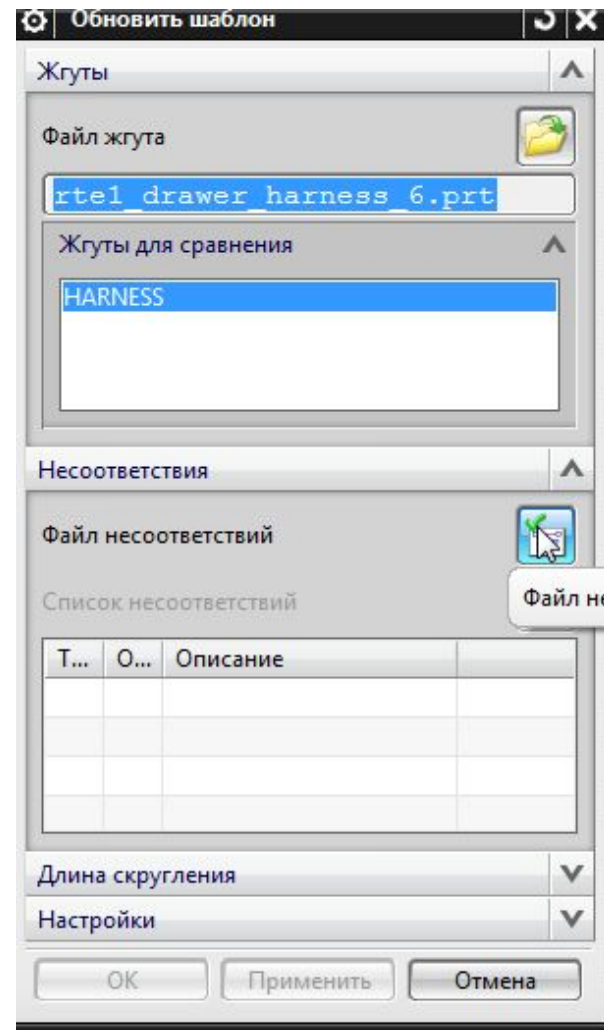 Обновить шаблон
Жгуты
Файл жгута
rte1_drawer_harness_6.prt
Жгуты для сравнения
HARNESS
Несоответствия
Файл несоответствий
Файл не
Список несоответствий
Т... О... Описание
Длина скругления
Настройки
ОК Применить Отмена